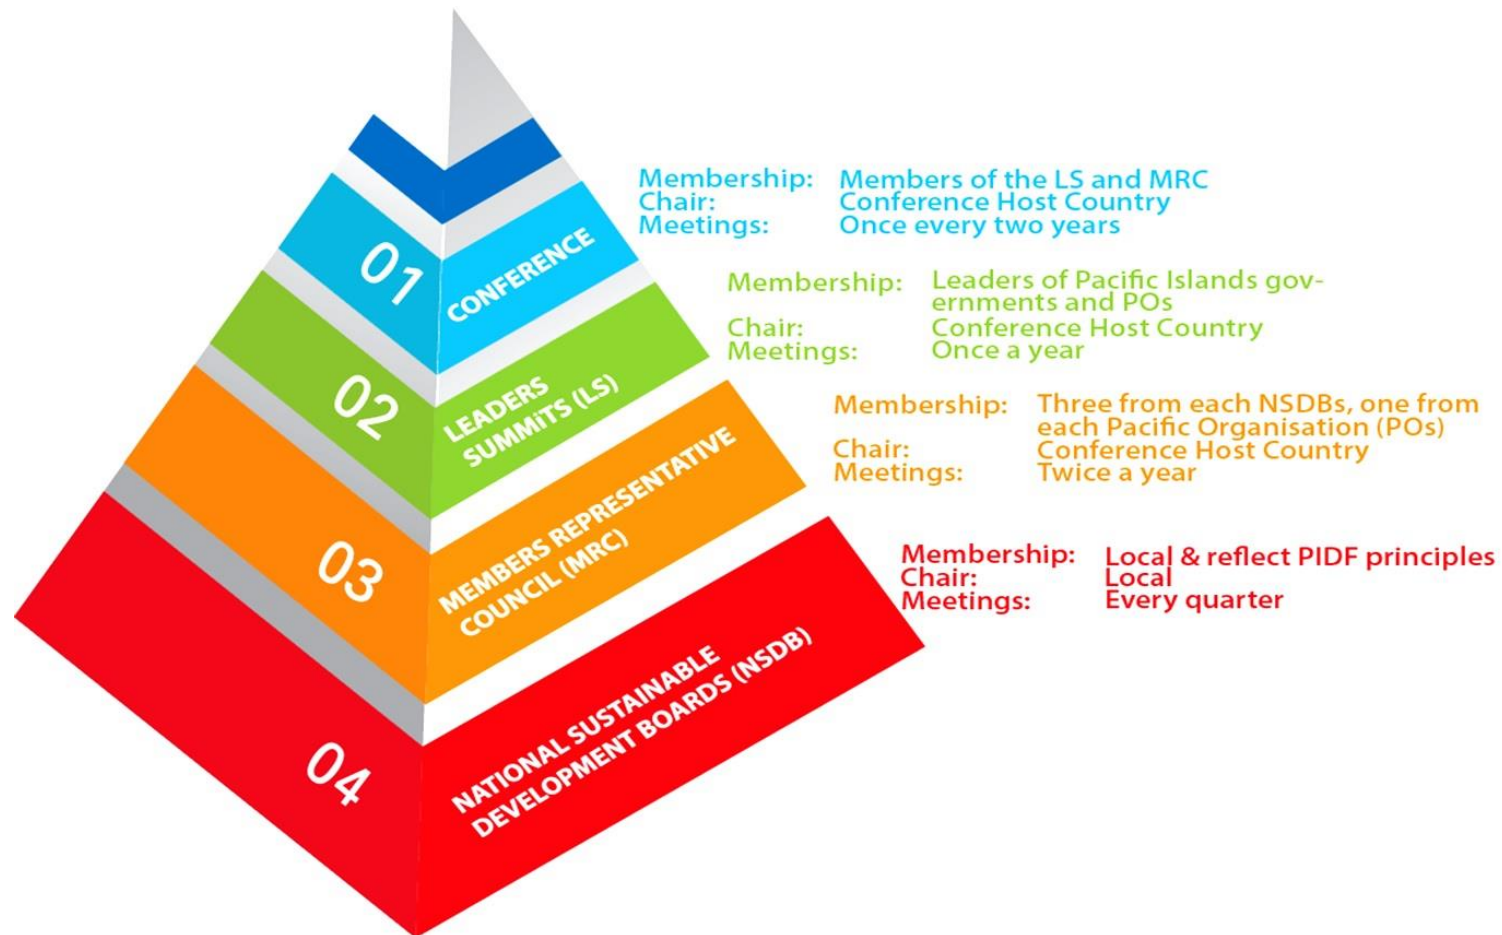 01
CONFERENCE
Membership: Members of the LS and MRC
Chair: Conference Host Country
Meetings: Once every two years
02
LEADERS
SUMMiTS (LS)
Membership: Leaders of Pacific Islands gov-
ernments and POs
Chair: Conference Host Country
Meetings: Once a year
03
MEMBERS REPRESENTATIVE
COUNCIL (MRC)
Membership: Three from each NSDBs, one from
each Pacific Organisation (POs)
Chair: Conference Host Country
Meetings: Twice a year
04
NATIONAL SUSTAINABLE
DEVELOPMENT BOARDS (NSDB)
Membership: Local & reflect PIDF principles
Chair: Local
Meetings: Every quarter